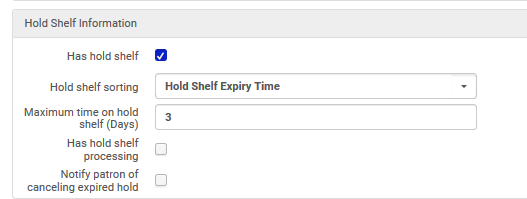 Hold Shelf Information
Has hold shelf
Hold shelf sorting
Hold Shelf Expiry Time
Maximum time on hold
shelf (Days)
3
Has hold shelf
processing
Notify patron of
canceling expired hold